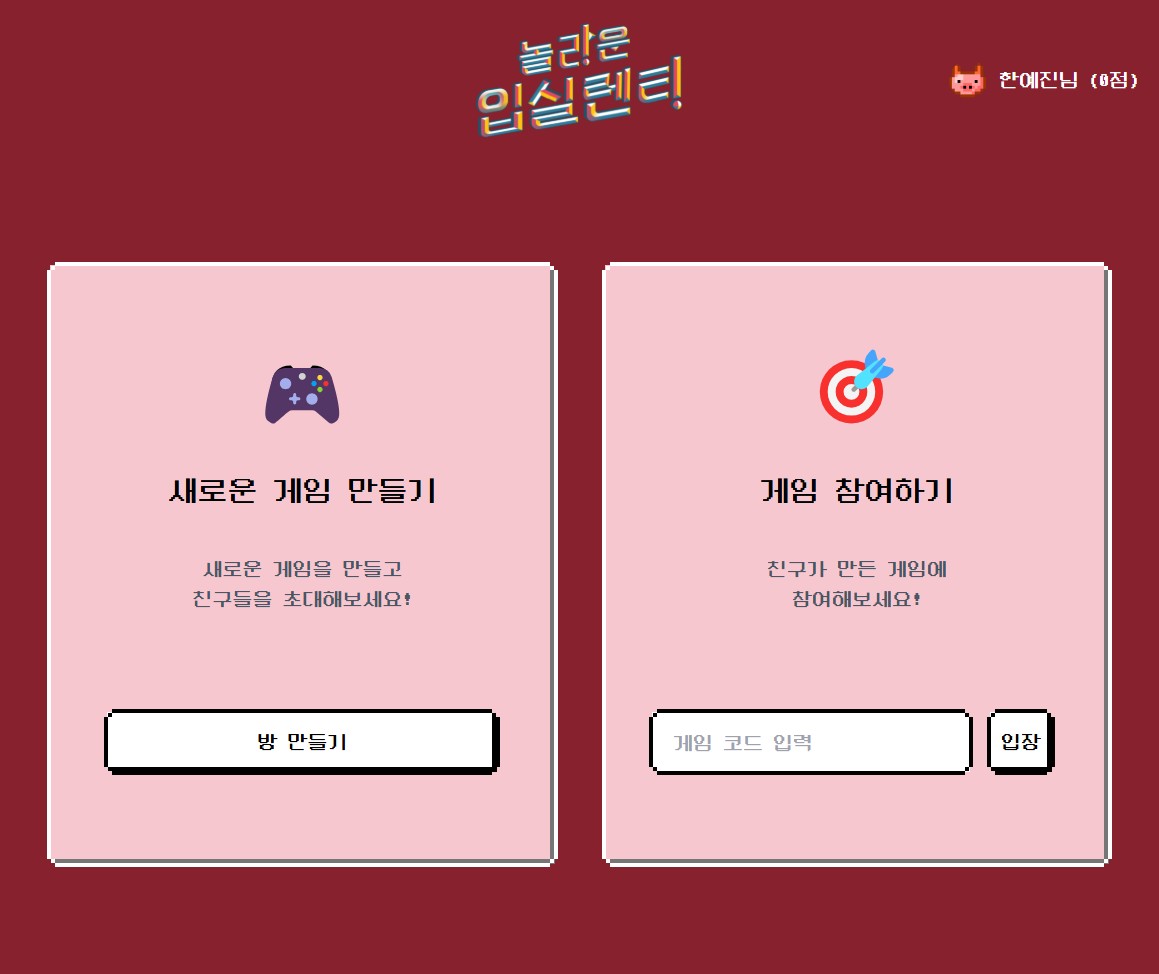 놀라운
입실렌티!
한예진님 (0점)
새로운 게임 만들기
새로운 게임을 만들고
친구들을 초대해보세요!
방 만들기
게임 참여하기
친구가 만든 게임에
참여해보세요!
게임 코드 입력
입장